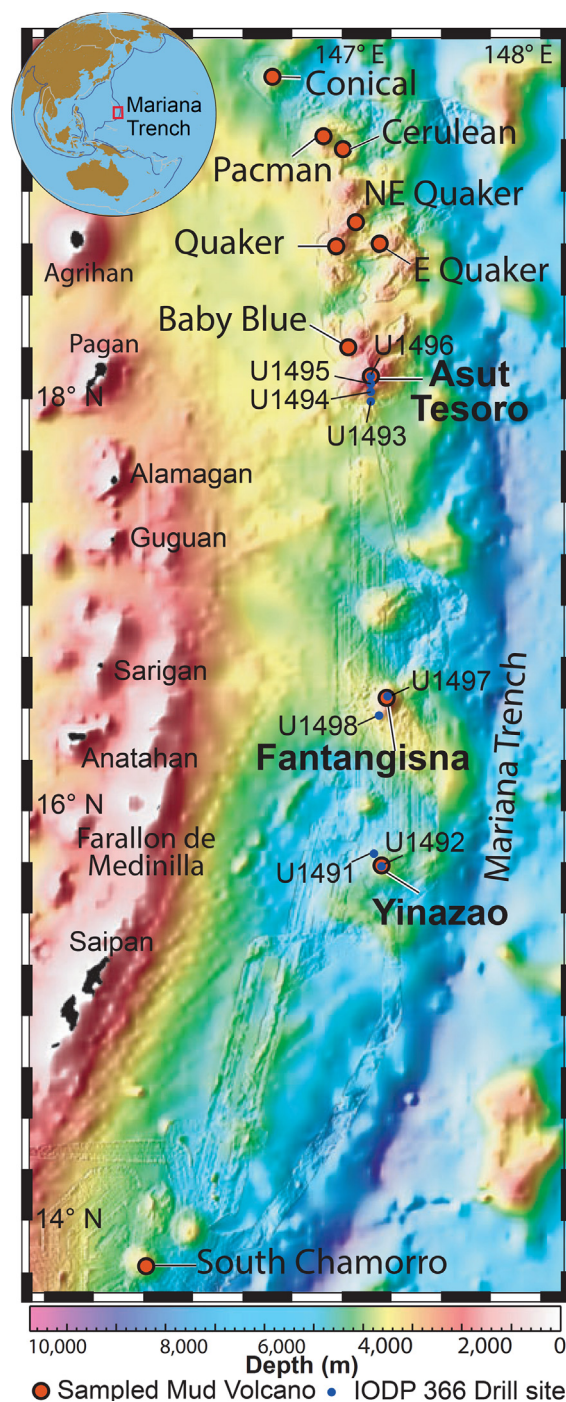 147° E
148° E
Mariana
Trench
Conical
Cerulean
Pacman
NE Quaker
Quaker
E Quaker
Agrihan
Baby Blue
Pagan
U1496
U1495
Asut
Tesoro
18° N
U1494
U1493
Alamagan
Guguan
Sarigan
U1497
U1498
Fantangisna
Anatahan
Mariana Trench
16° N
Farallon de
Medinilla
U1492
U1491
Yinazao
Saipan
14° N
South Chamorro
10,000 8,000 6,000 4,000 2,000 0
Depth (m)
Sampled Mud Volcano IODP 366 Drill site